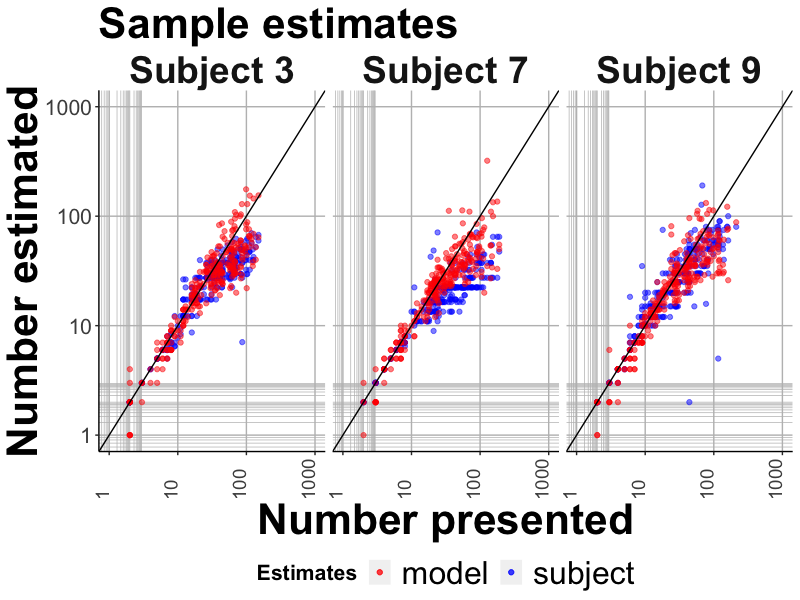 Sample estimates
Subject 3 Subject 7 Subject 9
Number estimated
1000
100
10
1
1 10 100 1000 1 10 100 1000 1 10 100 1000
Number presented
Estimates model subject